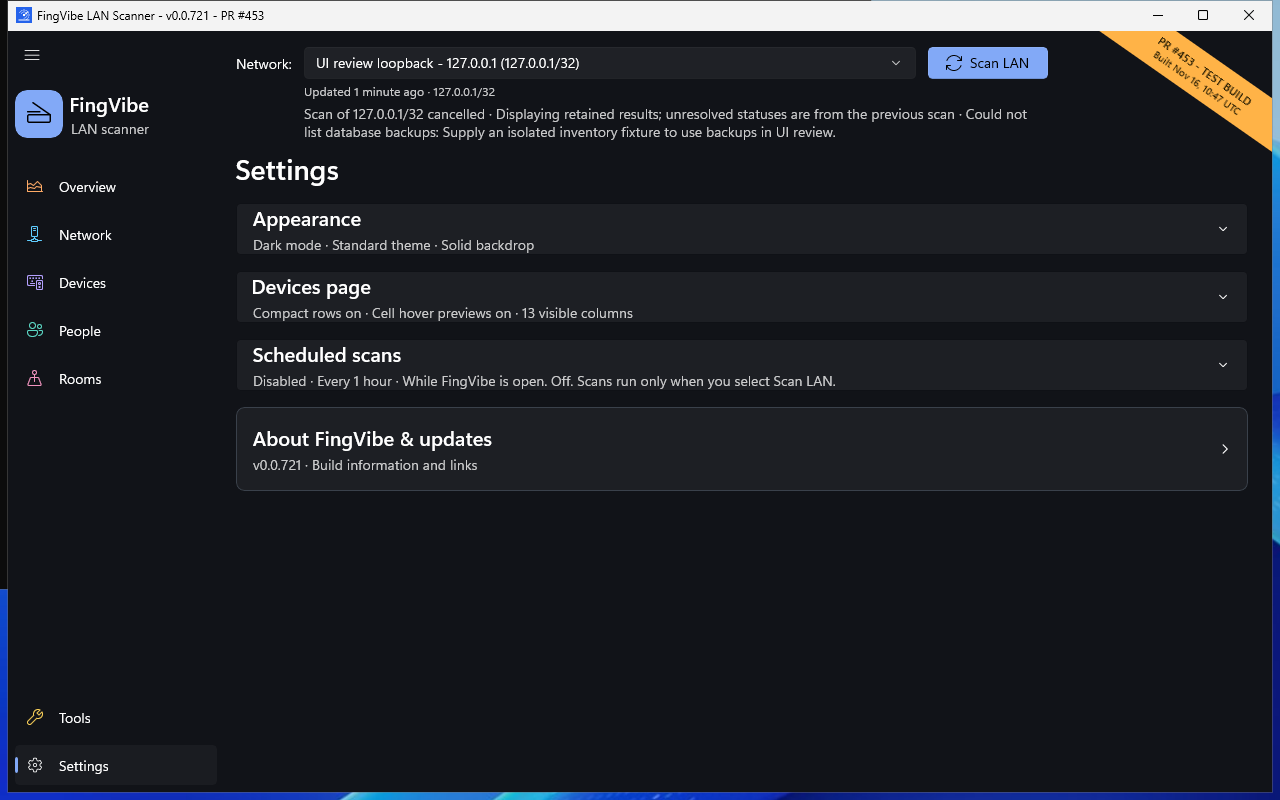 FingVibe LAN Scanner - v0.0.721 - PR #453
Network:
UI review loopback - 127.0.0.1 (127.0.0.1/32)
Scan LAN
PR #453 - TEST BUILD
Built Nov 16, 10:47 UTC
Updated 1 minute ago · 127.0.0.1/32
Scan of 127.0.0.1/32 cancelled · Displaying retained results; unresolved statuses are from the previous scan · Could not
list database backups: Supply an isolated inventory fixture to use backups in UI review.
FingVibe
LAN scanner
Overview
Network
Devices
People
Rooms
Tools
Settings
Settings
Appearance
Dark mode · Standard theme · Solid backdrop
Devices page
Compact rows on · Cell hover previews on · 13 visible columns
Scheduled scans
Disabled · Every 1 hour · While FingVibe is open. Off. Scans run only when you select Scan LAN.
About FingVibe & updates
v0.0.721 · Build information and links